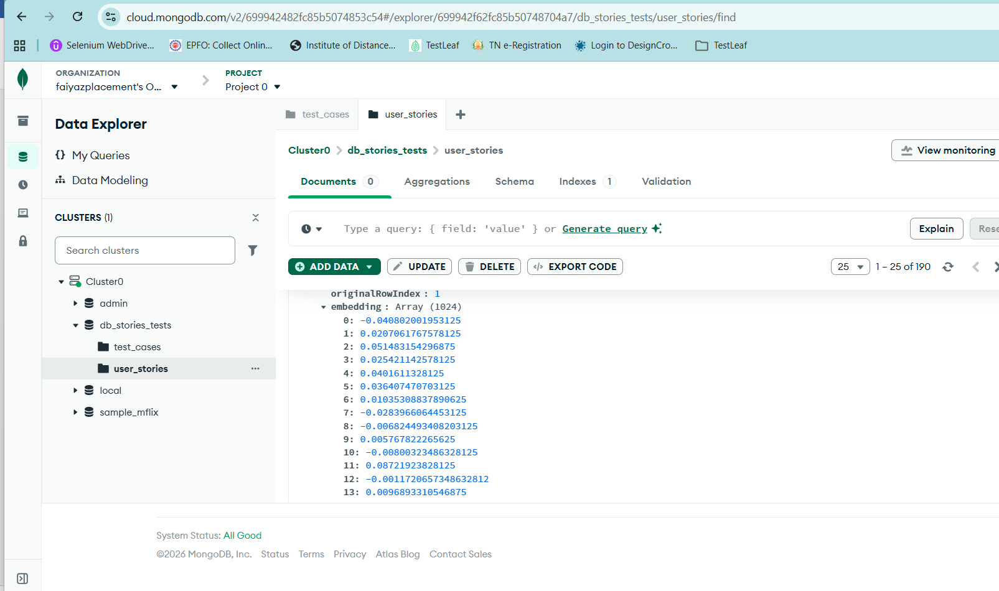 cloud.mongodb.com/v2/699942482fc85b5074853c54#/explorer/699942f62fc85b50748704a7/db_stories_tests/user_stories/find
Selenium WebDrive... EPFO: Collect Onlin... Institute of Distance... TestLeaf TN e-Registration Login to DesignCro... TestLeaf
ORGANIZATION
faiyazplacement's O...
PROJECT
Project 0
Data Explorer
My Queries
Data Modeling
CLUSTERS (1)
Search clusters
Cluster0
admin
db_stories_tests
test_cases
user_stories
local
sample_mflix
test_cases user_stories
Cluster0 > db_stories_tests > user_stories
View monitoring
Documents 0 Aggregations Schema Indexes 1 Validation
Type a query: { field: 'value' } or Generate query
Explain
Rese
ADD DATA UPDATE DELETE EXPORT CODE
25 1 – 25 of 190
originalRowIndex : 1
embedding : Array (1024)
0: -0.040802001953125
1: 0.0207061767578125
2: 0.051483154296875
3: 0.025421142578125
4: 0.0401611328125
5: 0.036407470703125
6: 0.01035308837890625
7: -0.0283966064453125
8: -0.006824493408203125
9: 0.005767822265625
10: -0.00800323486328125
11: 0.08721923828125
12: -0.0011720657348632812
13: 0.0096893310546875
System Status: All Good
©2026 MongoDB, Inc. Status Terms Privacy Atlas Blog Contact Sales